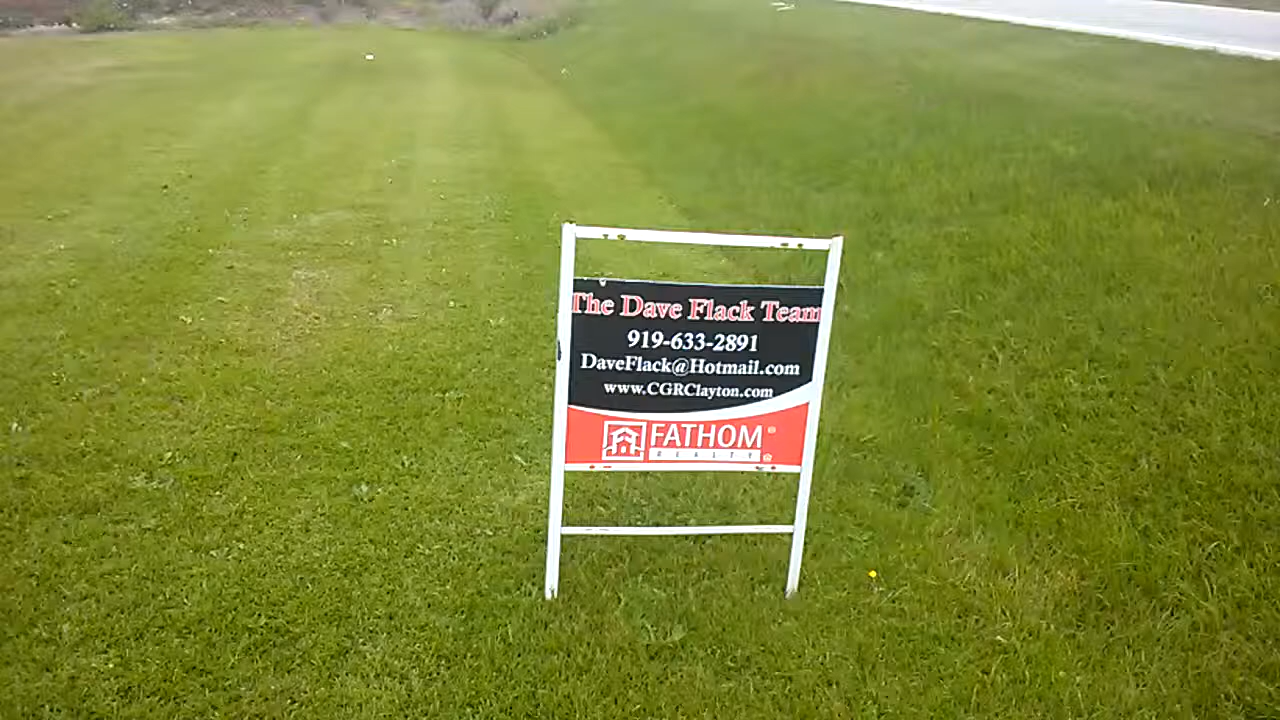 The Dave Flack Team
919-633-2891
DaveFlack@Hotmail.com
www.CGRClayton.com
FATHOM®
REALTY